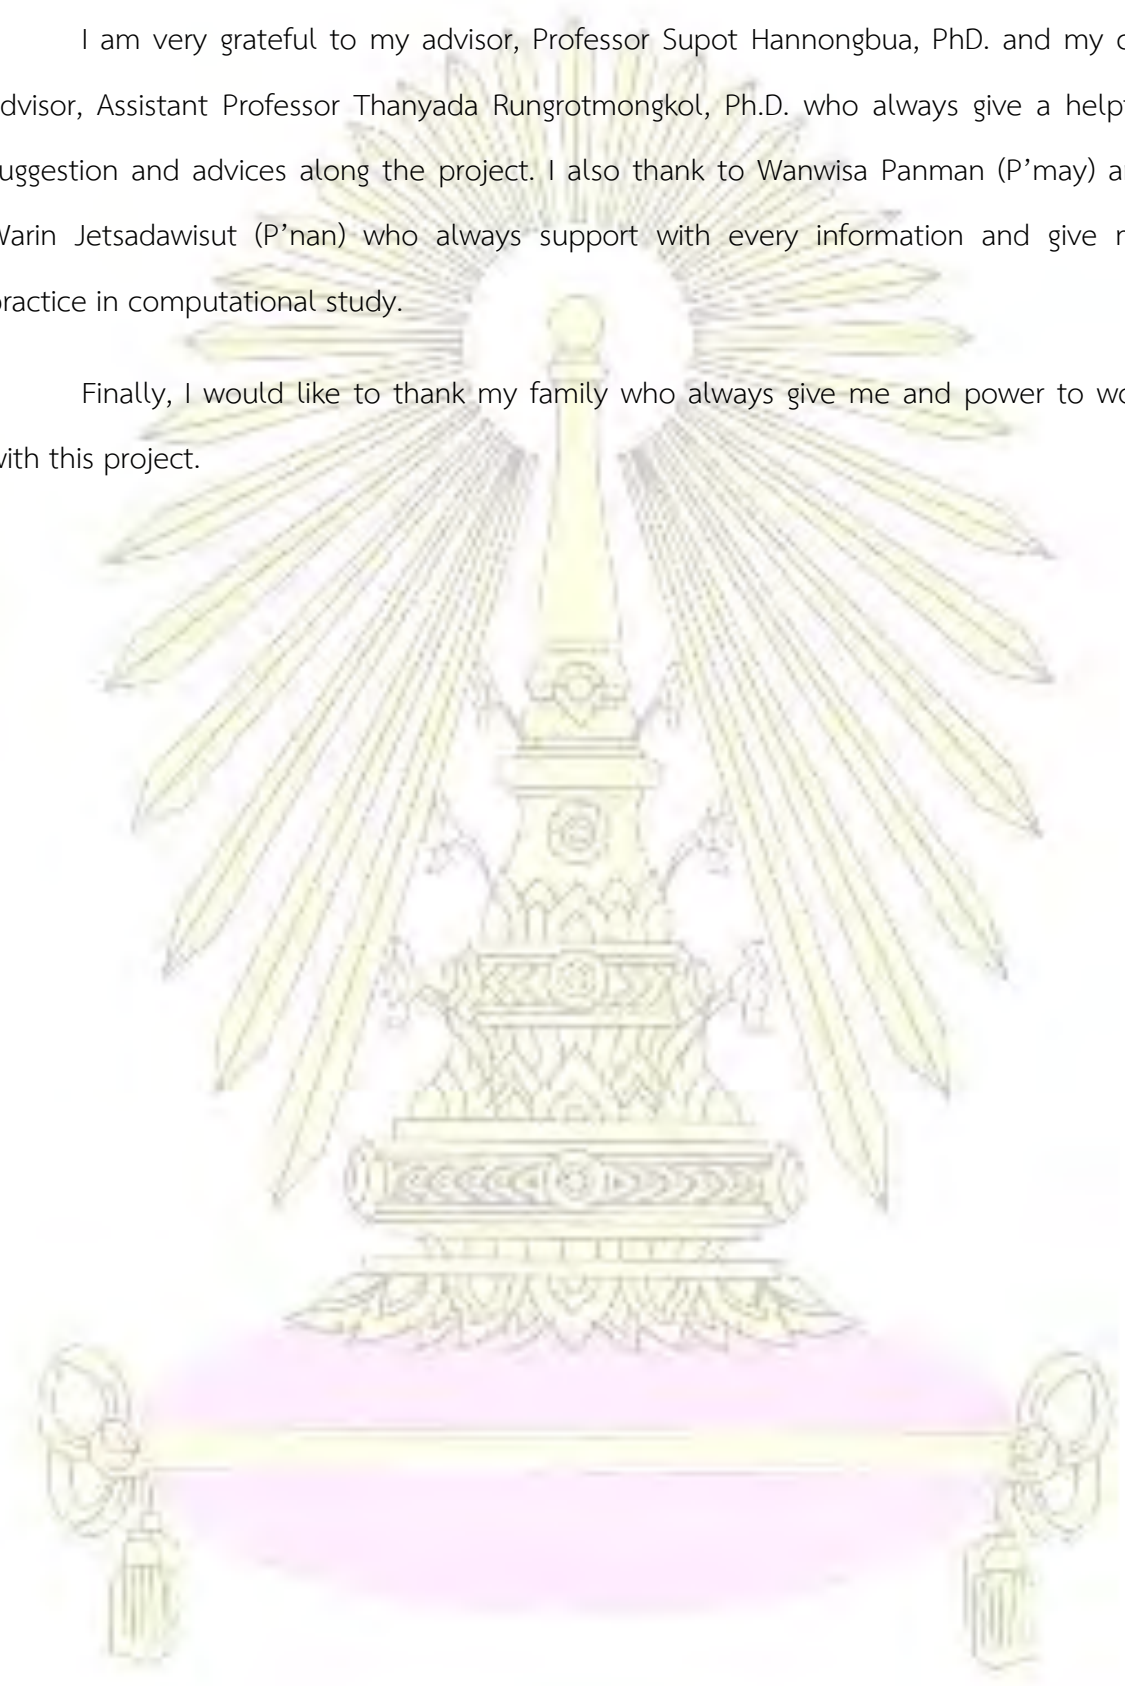 I am very grateful to my advisor, Professor Supot Hannongbua, PhD. and my
dvisor, Assistant Professor Thanyada Rungrotmongkol, Ph.D. who always give a help
uggestion and advices along the project. I also thank to Wanwisa Panman (P’may)
Warin Jetsadawisut (P’nan) who always support with every information and give
practice in computational study.
Finally, I would like to thank my family who always give me and power to
with this project.